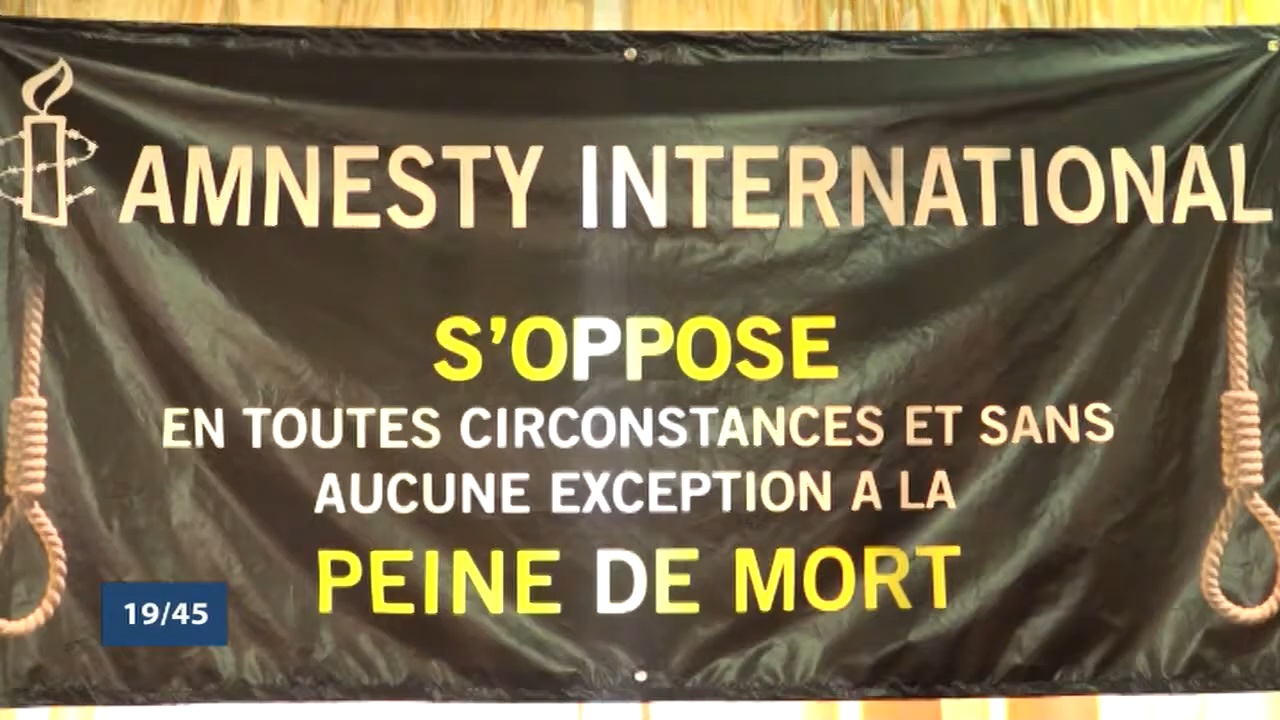 AMNESTY INTERNATIONAL
S'OPPOSE
EN TOUTES CIRCONSTANCES ET SANS
AUCUNE EXCEPTION A LA
PEINE DE MORT
19/45